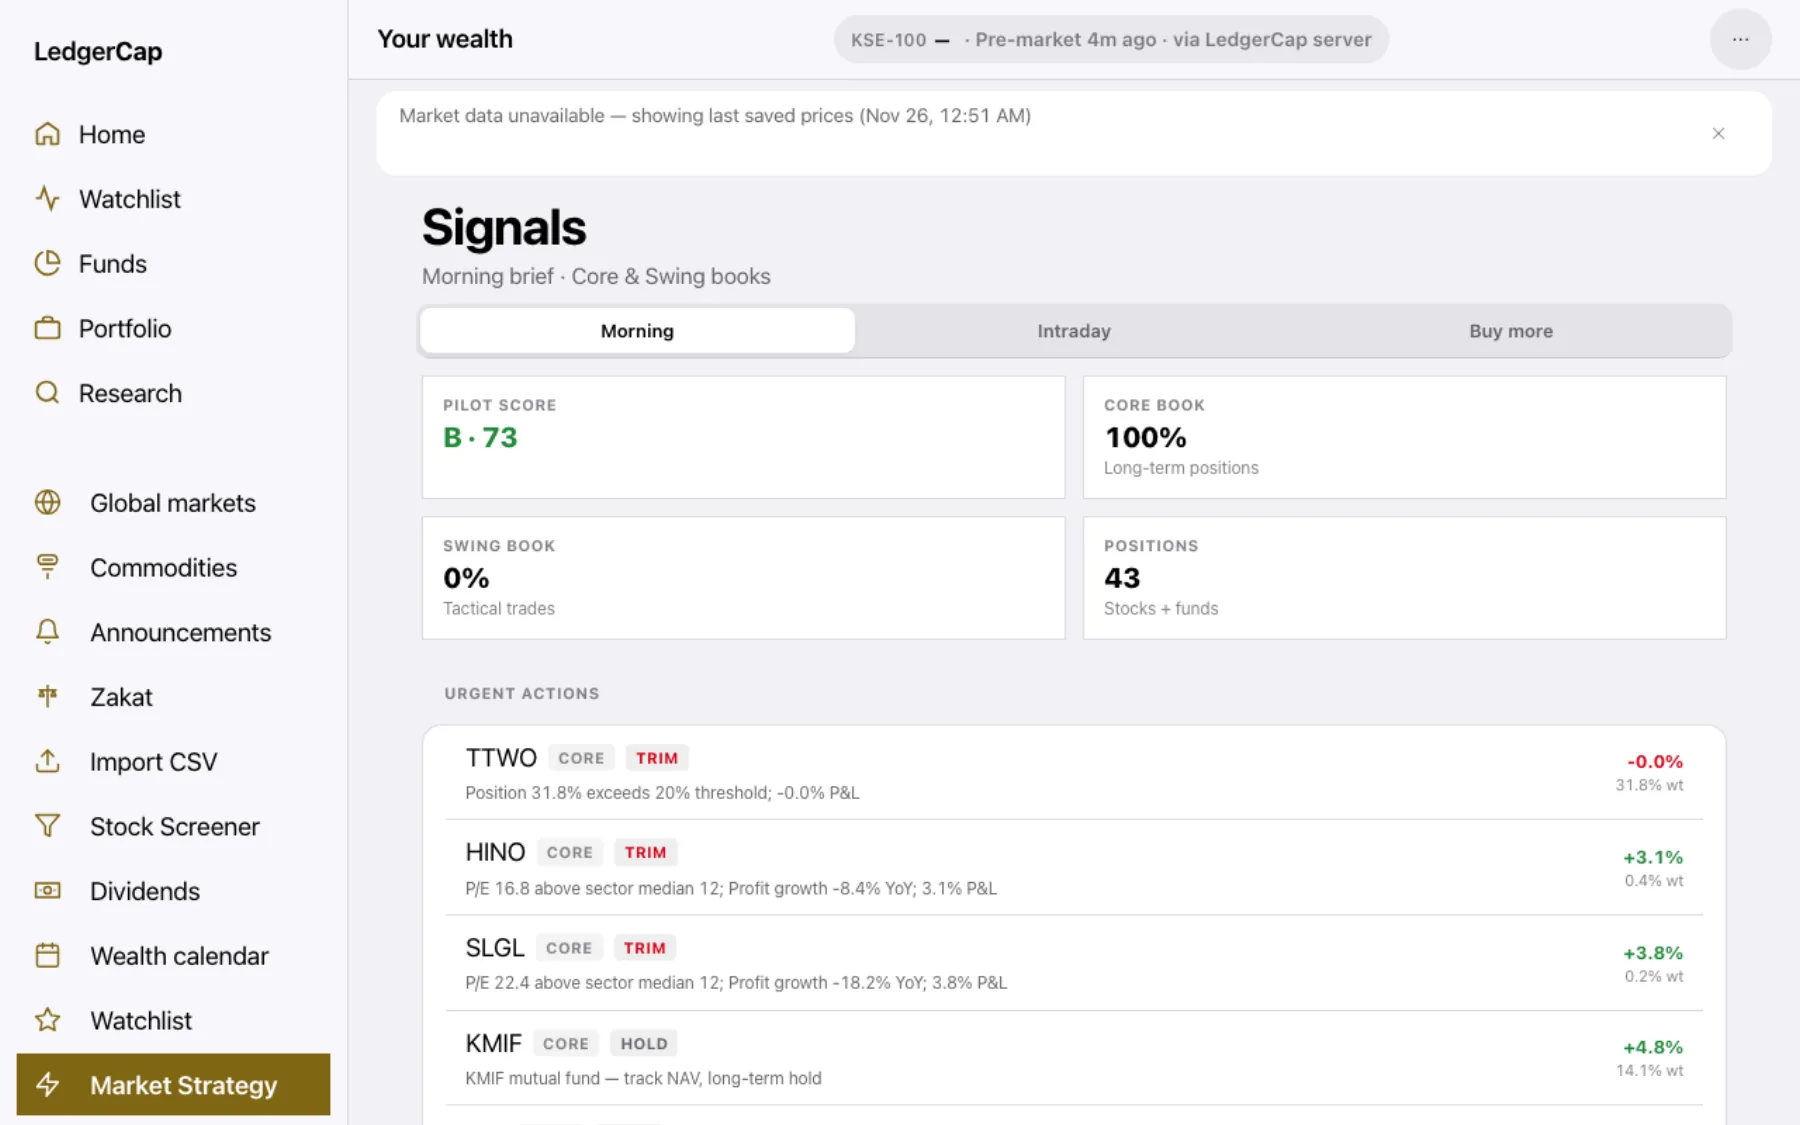 LedgerCap
Home
Watchlist
Funds
Portfolio
Research
Global markets
Commodities
Announcements
Zakat
Import CSV
Stock Screener
Dividends
Wealth calendar
Watchlist
Market Strategy
Your wealth
KSE-100 — · Pre-market 4m ago · via LedgerCap server
...
Market data unavailable — showing last saved prices (Nov 26, 12:51 AM)
Signals
Morning brief · Core & Swing books
Morning
Intraday
Buy more
PILOT SCORE
B · 73
CORE BOOK
100%
Long-term positions
SWING BOOK
0%
Tactical trades
POSITIONS
43
Stocks + funds
URGENT ACTIONS
TTWO CORE TRIM
Position 31.8% exceeds 20% threshold; -0.0% P&L
-0.0%
31.8% wt
HINO CORE TRIM
P/E 16.8 above sector median 12; Profit growth -8.4% YoY; 3.1% P&L
+3.1%
0.4% wt
SLGL CORE TRIM
P/E 22.4 above sector median 12; Profit growth -18.2% YoY; 3.8% P&L
+3.8%
0.2% wt
KMIF CORE HOLD
KMIF mutual fund — track NAV, long-term hold
+4.8%
14.1% wt